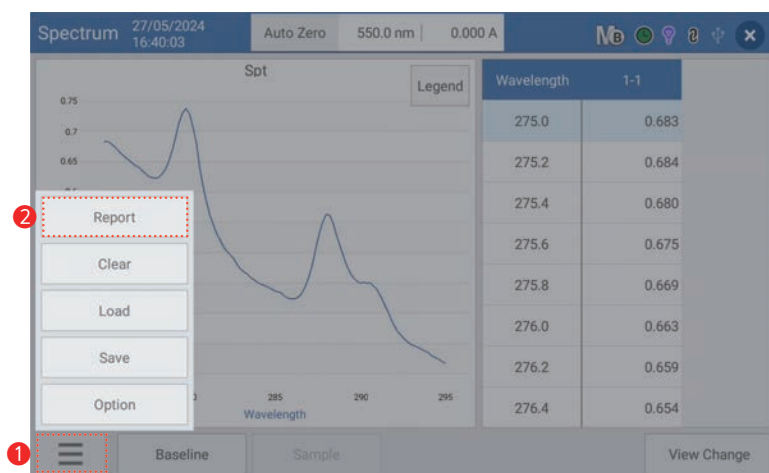 Spectrum
27/05/2024
16:40:03
Auto Zero
550.0 nm
0.000 A
MB
Spt
Legend
0.75
0.7
0.65
2
Report
Clear
Load
Save
Option
285
290
295
Wavelength
Wavelength 1-1
275.0 0.683
275.2 0.684
275.4 0.680
275.6 0.675
275.8 0.669
276.0 0.663
276.2 0.659
276.4 0.654
1
Baseline
Sample
View Change